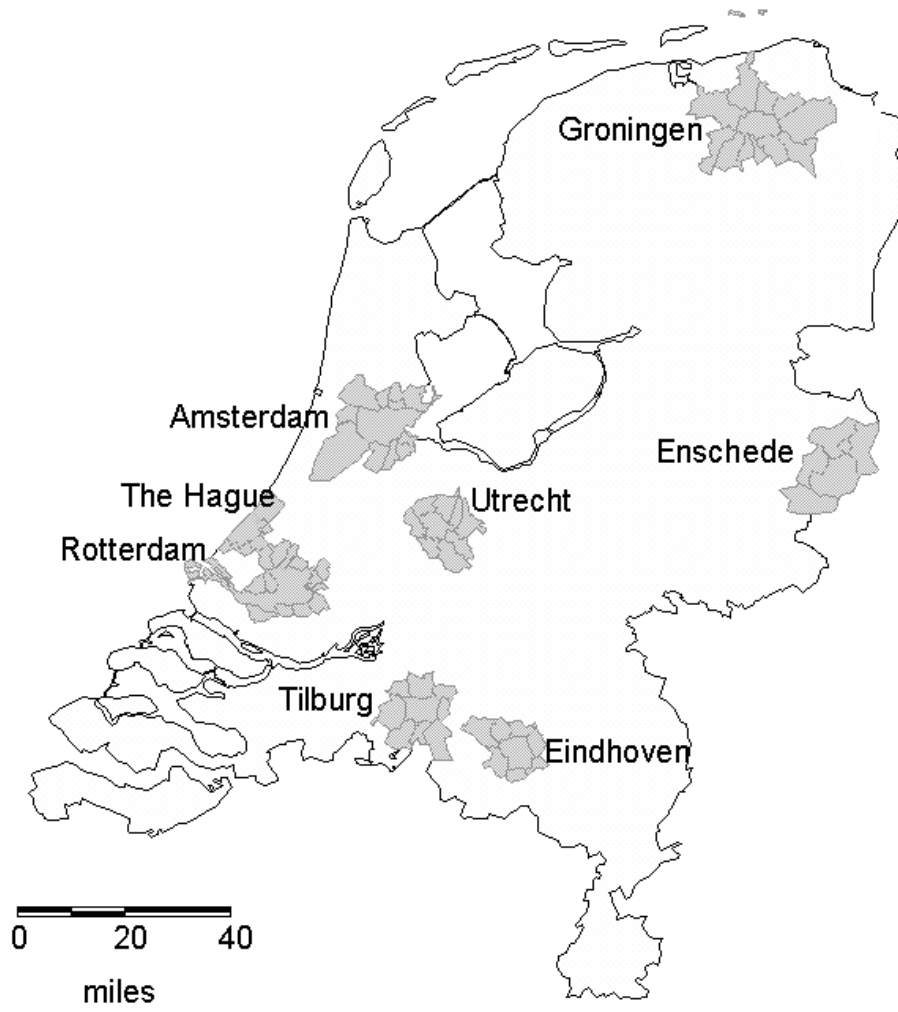 Groningen
Amsterdam
Enschede
The Hague
Utrecht
Rotterdam
Tilburg
Eindhoven
0 20 40
miles